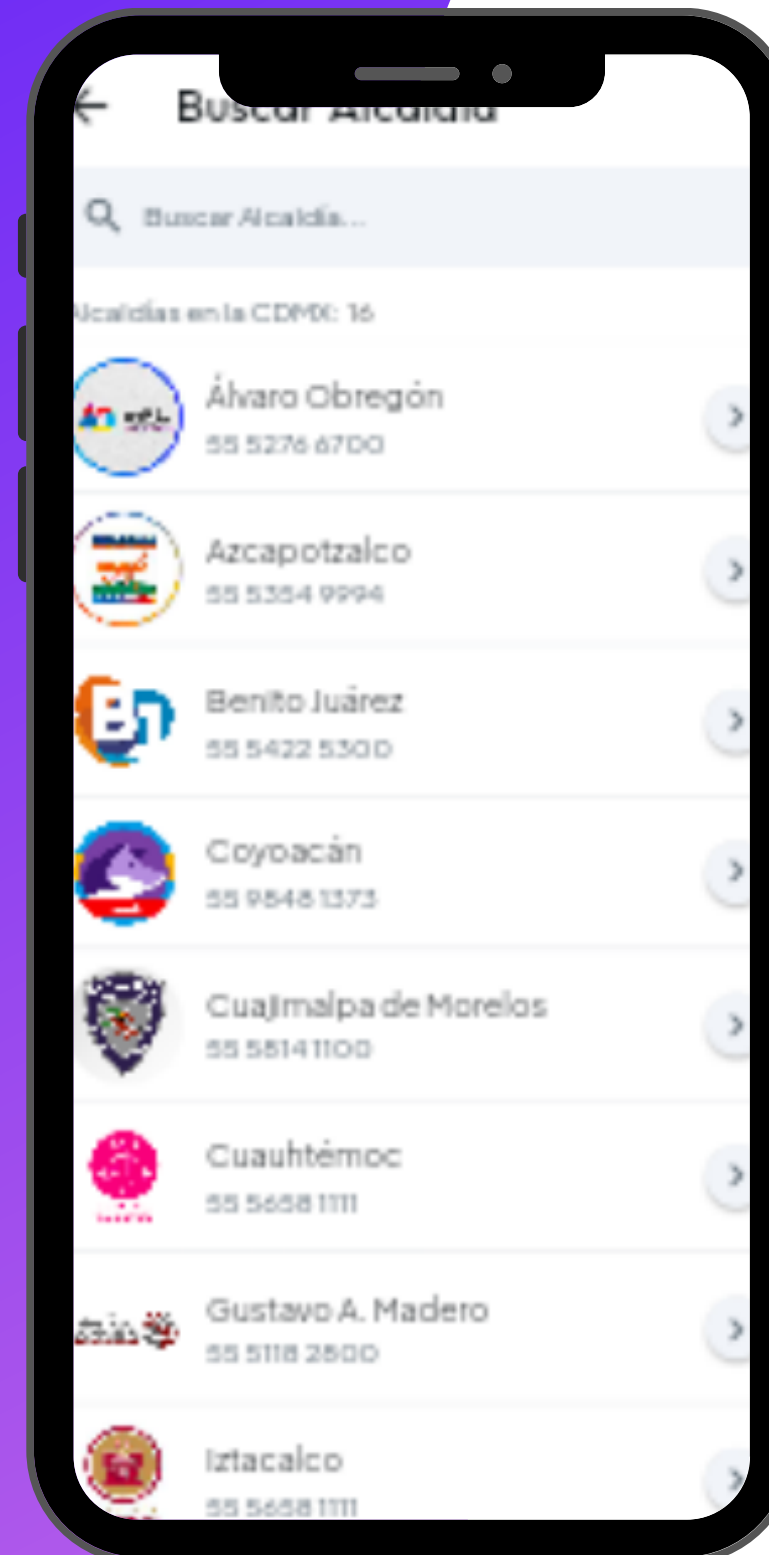 Buscar Alcaldía
Buscar Alcaldía...
Alcaldías en la CDMX: 16
Álvaro Obregón
55 5276 6700
Azcapotzalco
55 5354 9994
Benito Juárez
55 5422 5300
Coyoacán
55 9848 1373
Cuajimalpa de Morelos
55 5814 1100
Cuauhtémoc
55 5658 1111
Gustavo A. Madero
55 5118 2800
Iztacalco
55 5658 1111